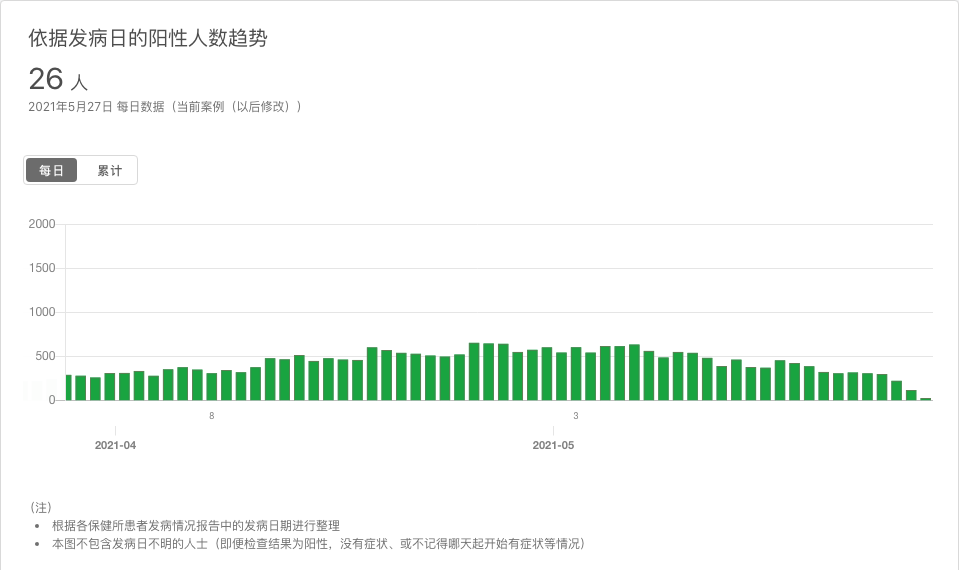 依据发病日的阳性人数趋势
26 人
2021年5月27日 每日数据（当前案例（以后修改））
每日 累计
2000
1500
1000
500
0
8 3
2021-04 2021-05
（注）
• 根据各保健所患者发病情况报告中的发病日期进行整理
• 本图不包含发病日不明的人士（即便检查结果为阳性，没有症状、或不记得哪天起开始有症状等情况）